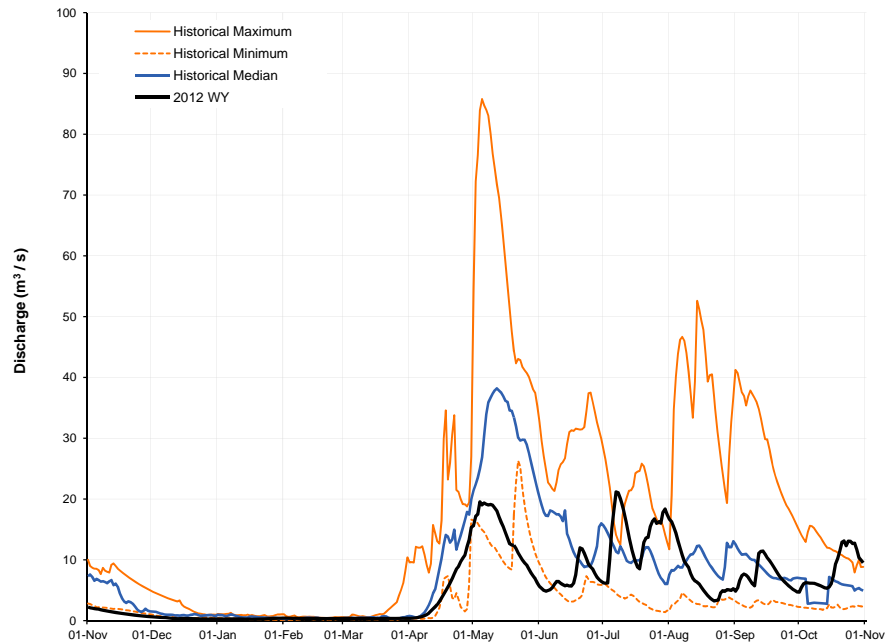 100
90
80
70
60
50
40
30
20
10
0
Discharge (m³ / s)
Historical Maximum
Historical Minimum
Historical Median
2012 WY
01-Nov 01-Dec 01-Jan 01-Feb 01-Mar 01-Apr 01-May 01-Jun 01-Jul 01-Aug 01-Sep 01-Oct 01-Nov